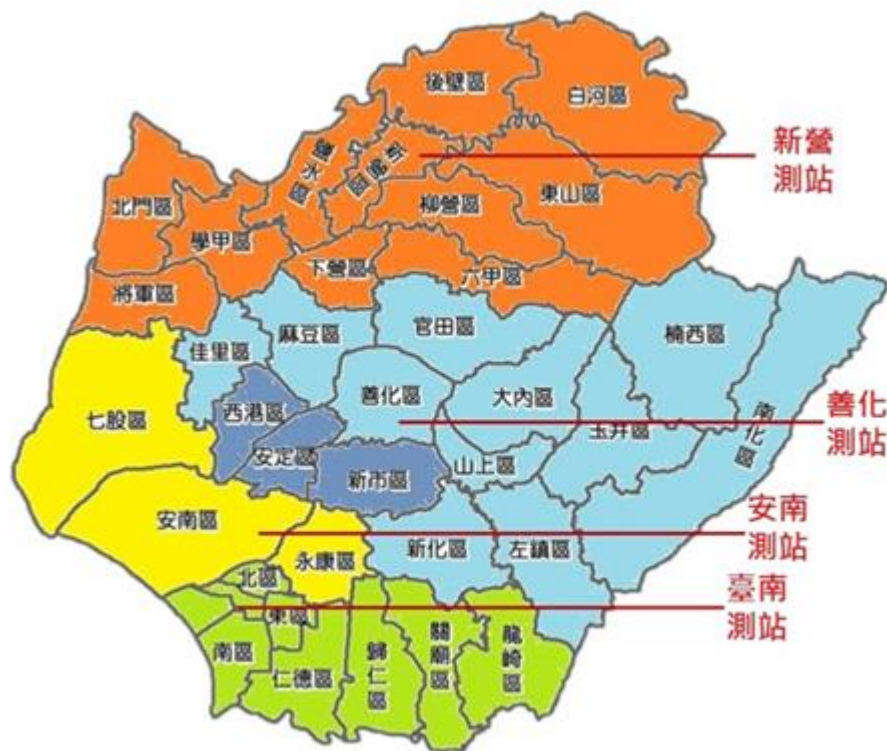 後壁區
白河區
新營
測站
鹽水區
新營區
北門區
柳營區
東山區
學甲區
下營區
六甲區
將軍區
佳里區
麻豆區
官田區
楠西區
七股區
西港區
善化區
大內區
玉井區
南化區
善化
測站
安定區
新市區
山上區
安南區
安南
測站
永康區
新化區
左鎮區
北區
東區
臺南
測站
南區
仁德區
歸仁區
關廟區
龍崎區